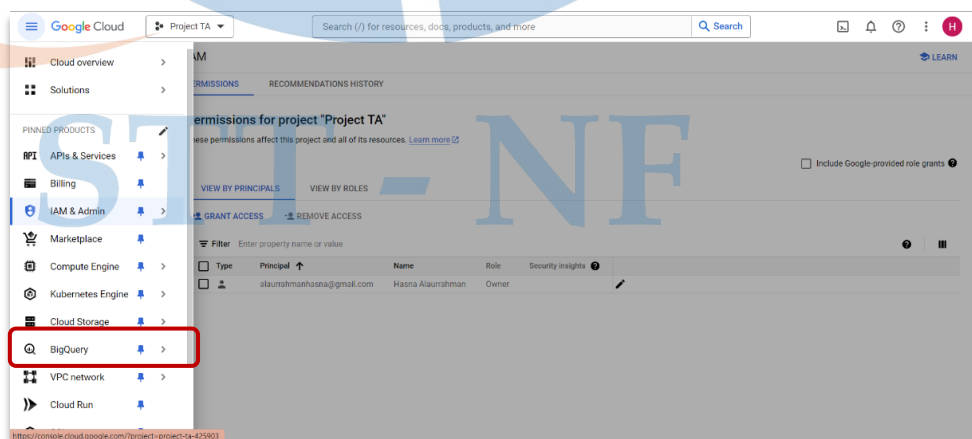 Google Cloud
Project TA
Search (/) for resources, docs, products, and more
Search
H
Cloud overview
Solutions
PINNED PRODUCTS
API APIs & Services
Billing
IAM & Admin
Marketplace
Compute Engine
Kubernetes Engine
Cloud Storage
BigQuery
VPC network
Cloud Run
https://console.cloud.google.com/?project=project-ta-425903
AM
LEARN
ERMISSIONS
RECOMMENDATIONS HISTORY
ermissions for project "Project TA"
ese permissions affect this project and all of its resources. Learn more
Include Google-provided role grants
VIEW BY PRINCIPALS
VIEW BY ROLES
GRANT ACCESS
REMOVE ACCESS
Filter Enter property name or value
Type Principal Name Role Security insights
alaurrahmanhasna@gmail.com Hasna Alaurrahman Owner
STT - NF